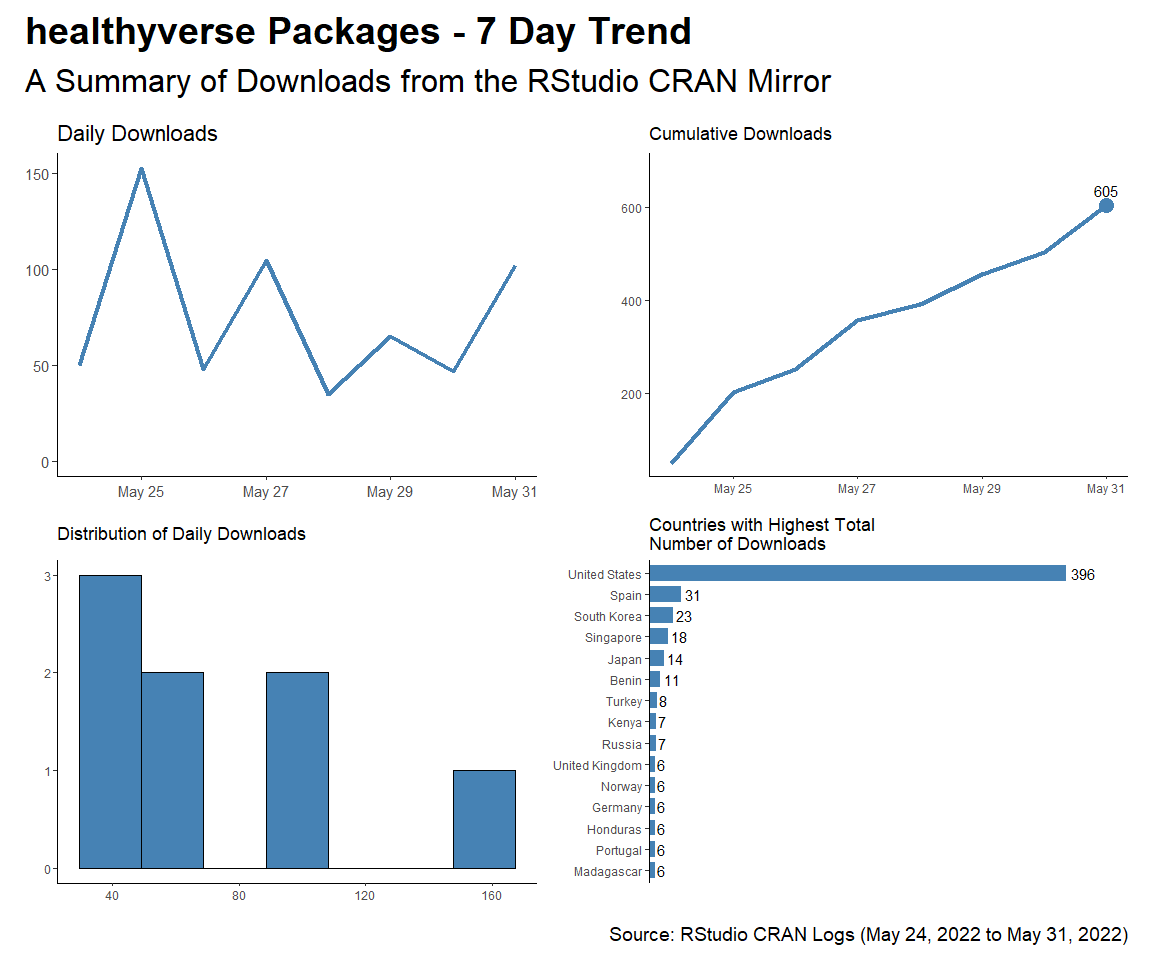 healthyverse Packages - 7 Day Trend
A Summary of Downloads from the RStudio CRAN Mirror
Daily Downloads
150
100
50
0
May 25
May 27
May 29
May 31
Cumulative Downloads
605
600
400
200
May 25
May 27
May 29
May 31
Distribution of Daily Downloads
3
2
1
0
40
80
120
160
Countries with Highest Total
Number of Downloads
United States 396
Spain 31
South Korea 23
Singapore 18
Japan 14
Benin 11
Turkey 8
Kenya 7
Russia 7
United Kingdom 6
Norway 6
Germany 6
Honduras 6
Portugal 6
Madagascar 6
Source: RStudio CRAN Logs (May 24, 2022 to May 31, 2022)